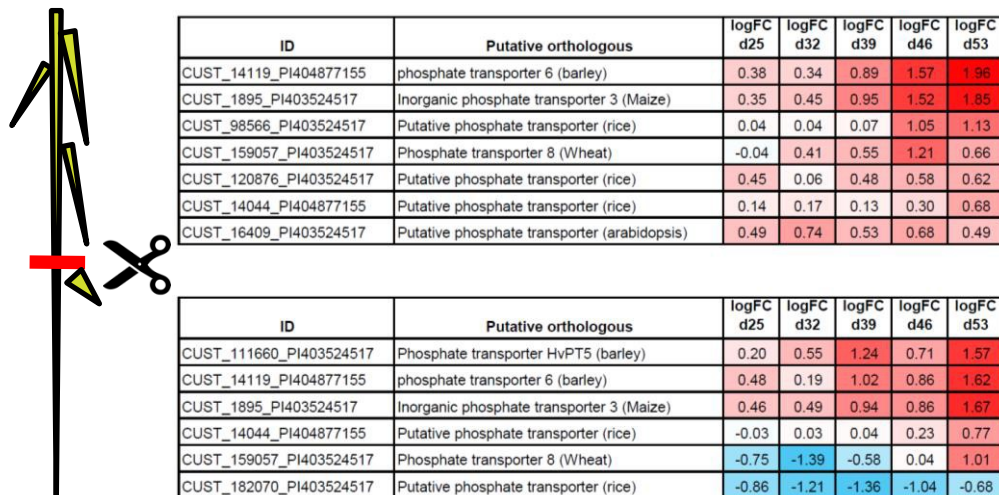 ID Putative orthologous logFC d25 logFC d32 logFC d39 logFC d46 logFC d53
CUST_14119_PI404877155 phosphate transporter 6 (barley) 0.38 0.34 0.89 1.57 1.96
CUST_1895_PI403524517 Inorganic phosphate transporter 3 (Maize) 0.35 0.45 0.95 1.52 1.85
CUST_98566_PI403524517 Putative phosphate transporter (rice) 0.04 0.04 0.07 1.05 1.13
CUST_159057_PI403524517 Phosphate transporter 8 (Wheat) -0.04 0.41 0.55 1.21 0.66
CUST_120876_PI403524517 Putative phosphate transporter (rice) 0.45 0.06 0.48 0.58 0.62
CUST_14044_PI404877155 Putative phosphate transporter (rice) 0.14 0.17 0.13 0.30 0.68
CUST_16409_PI403524517 Putative phosphate transporter (arabidopsis) 0.49 0.74 0.53 0.68 0.49
ID Putative orthologous logFC d25 logFC d32 logFC d39 logFC d46 logFC d53
CUST_111660_PI403524517 Phosphate transporter HvPT5 (barley) 0.20 0.55 1.24 0.71 1.57
CUST_14119_PI404877155 phosphate transporter 6 (barley) 0.48 0.19 1.02 0.86 1.62
CUST_1895_PI403524517 Inorganic phosphate transporter 3 (Maize) 0.46 0.49 0.94 0.86 1.67
CUST_14044_PI404877155 Putative phosphate transporter (rice) -0.03 0.03 0.04 0.23 0.77
CUST_159057_PI403524517 Phosphate transporter 8 (Wheat) -0.75 -1.39 -0.58 0.04 1.01
CUST_182070_PI403524517 Putative phosphate transporter (rice) -0.86 -1.21 -1.36 -1.04 -0.68